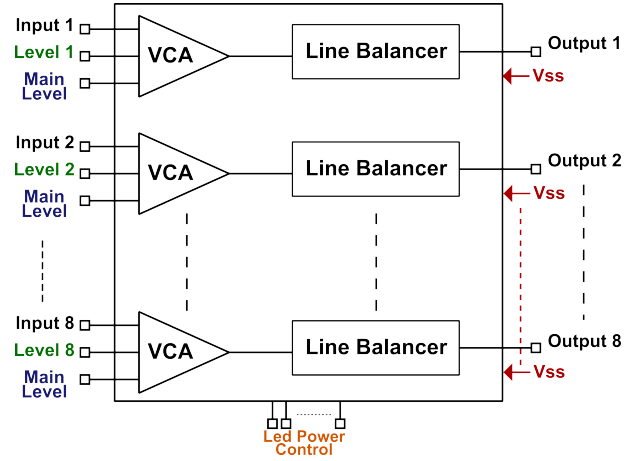 Input 1
Level 1
Main
Level
VCA
Line Balancer
Output 1
Vss
Input 2
Level 2
Main
Level
VCA
Line Balancer
Output 2
Vss
Input 8
Level 8
Main
Level
VCA
Line Balancer
Output 8
Vss
Led Power
Control